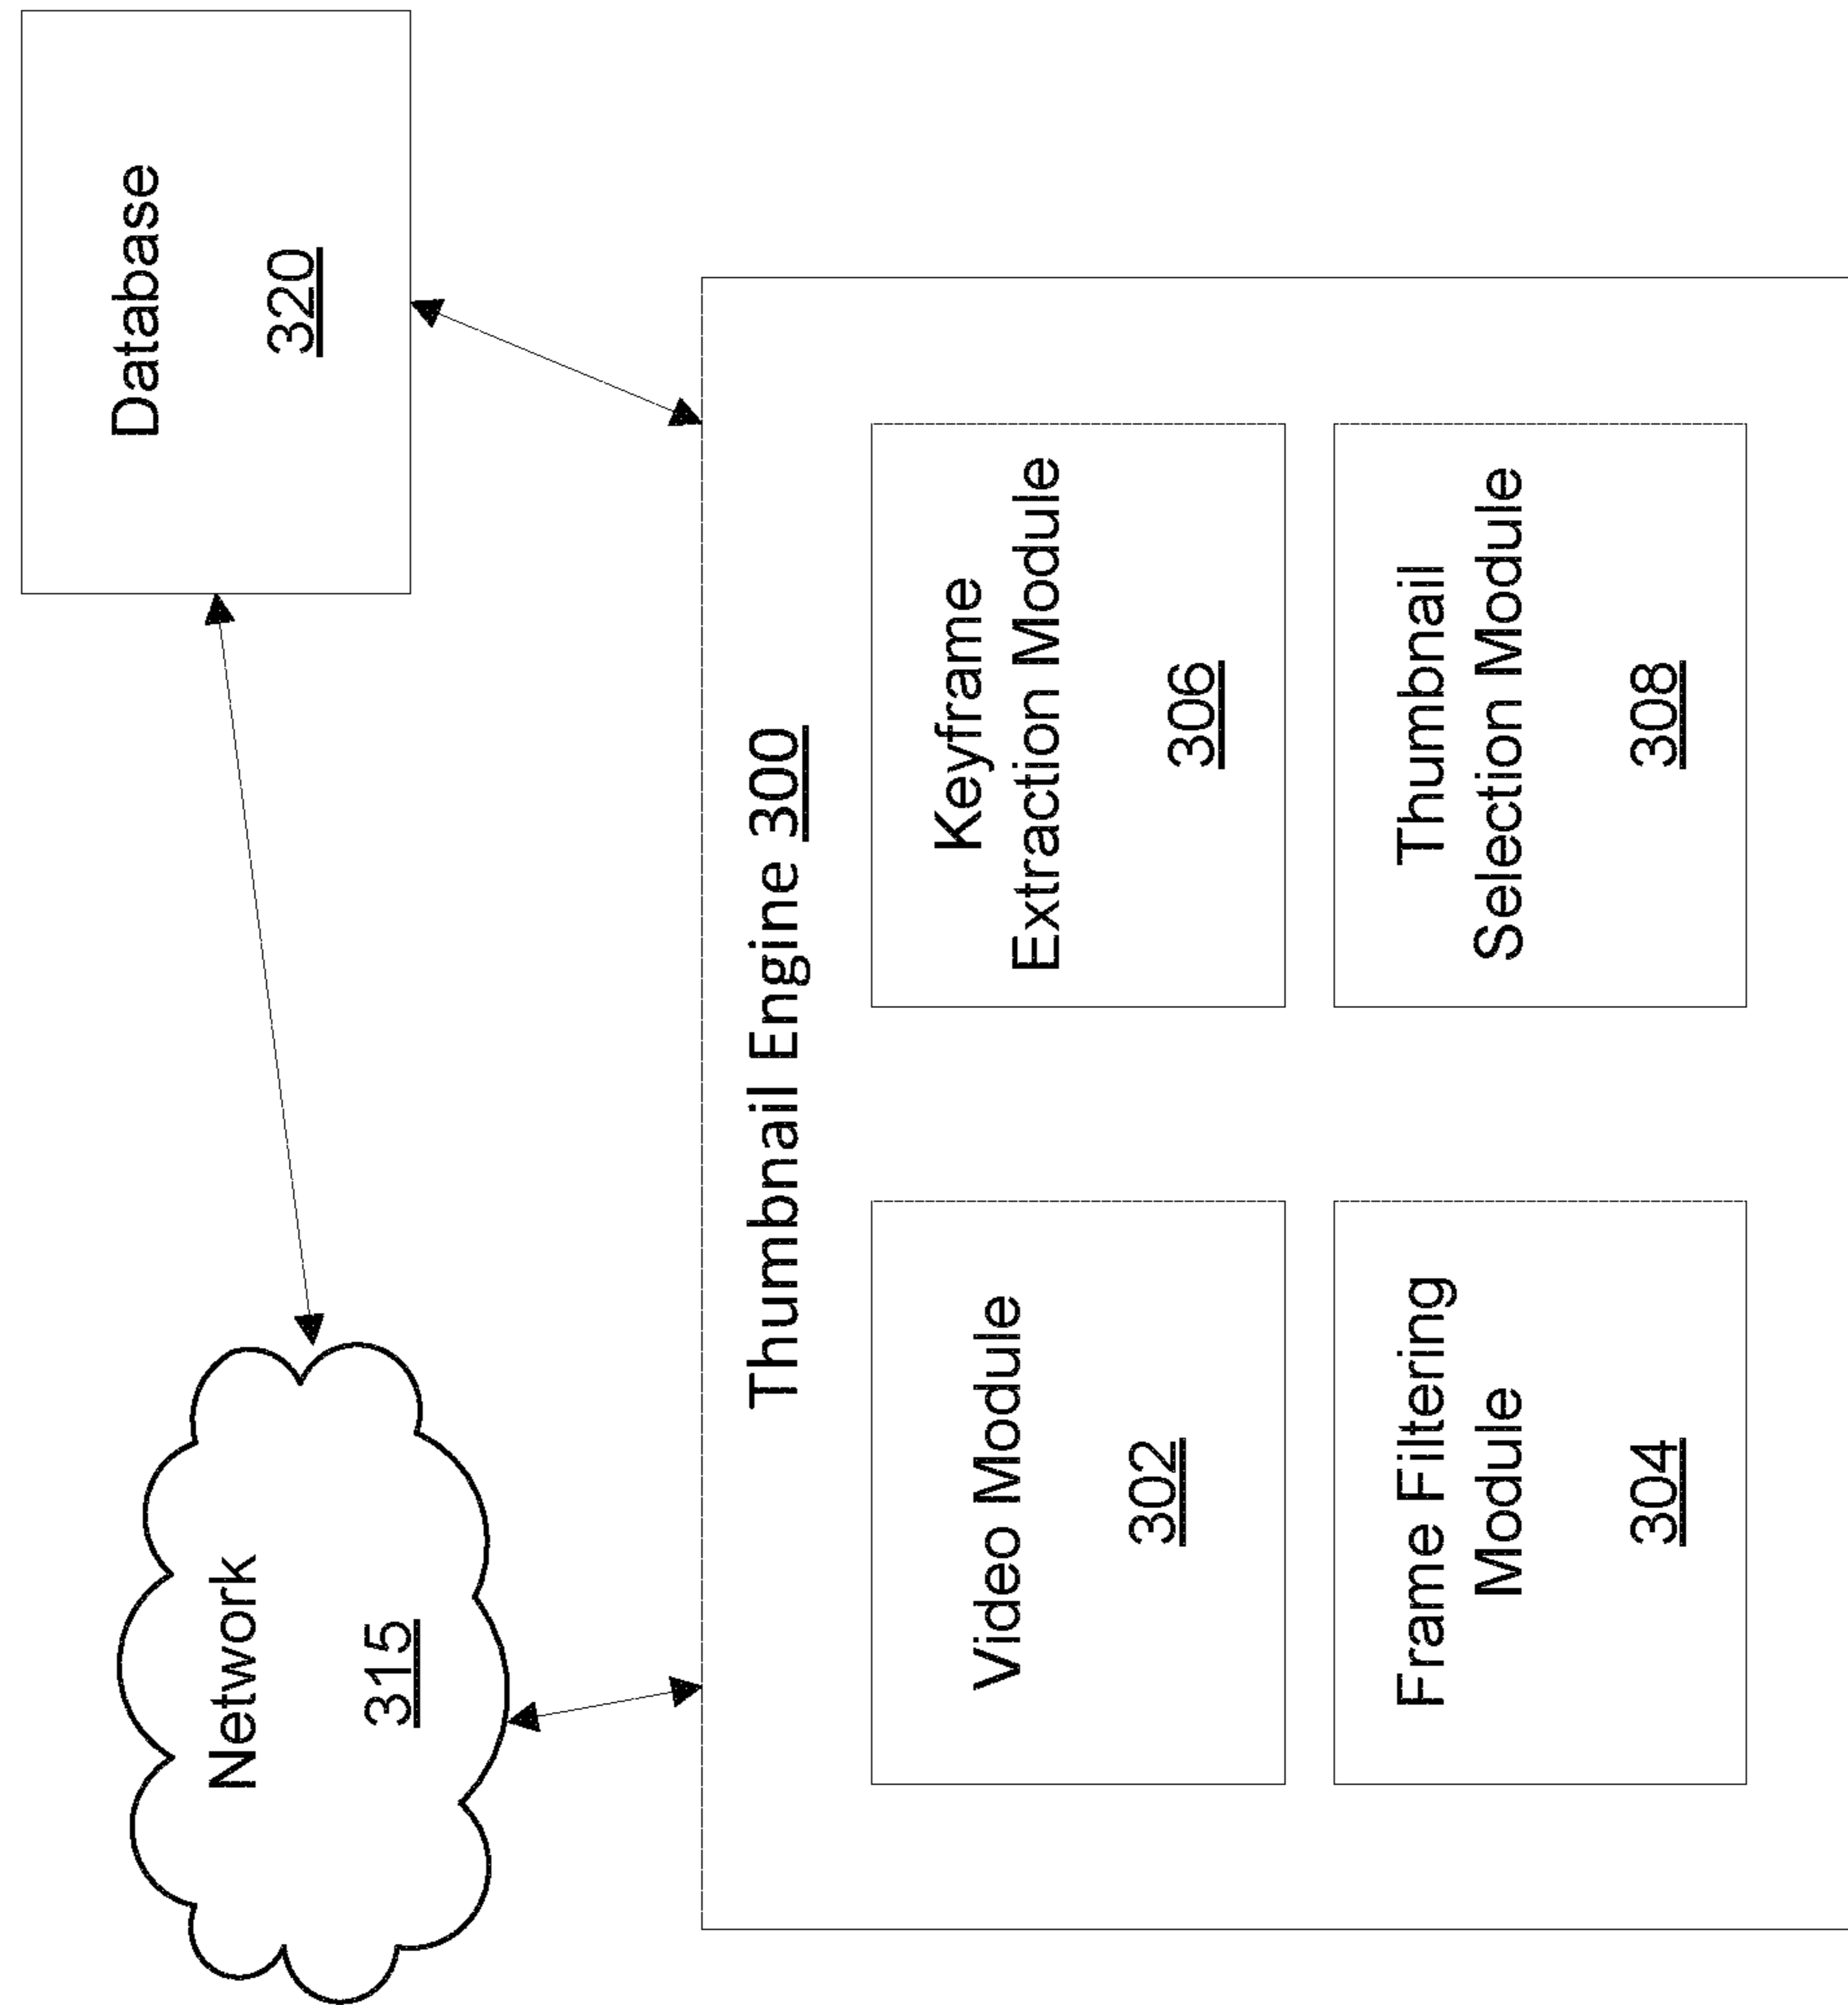 Network
315
Database
320
Thumbnail Engine 300
Video Module
302
Keyframe
Extraction Module
306
Frame Filtering
Module
304
Thumbnail
Selection Module
308